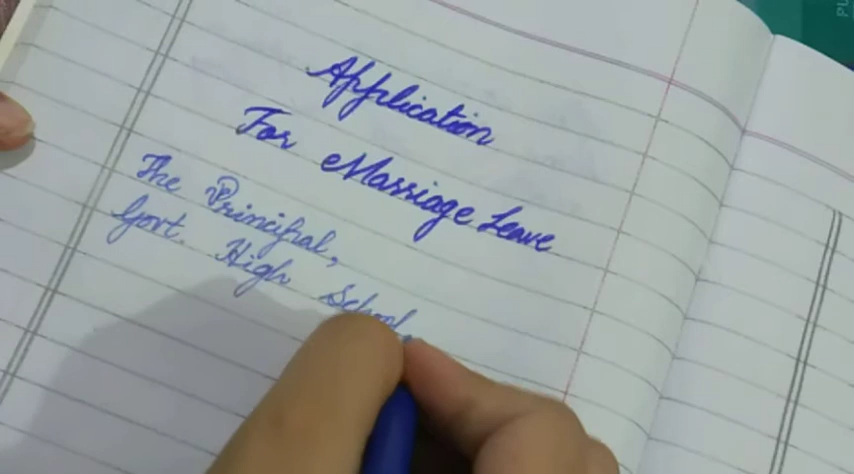 Application
For Marriage Leave
The Principal,
Govt. High School,